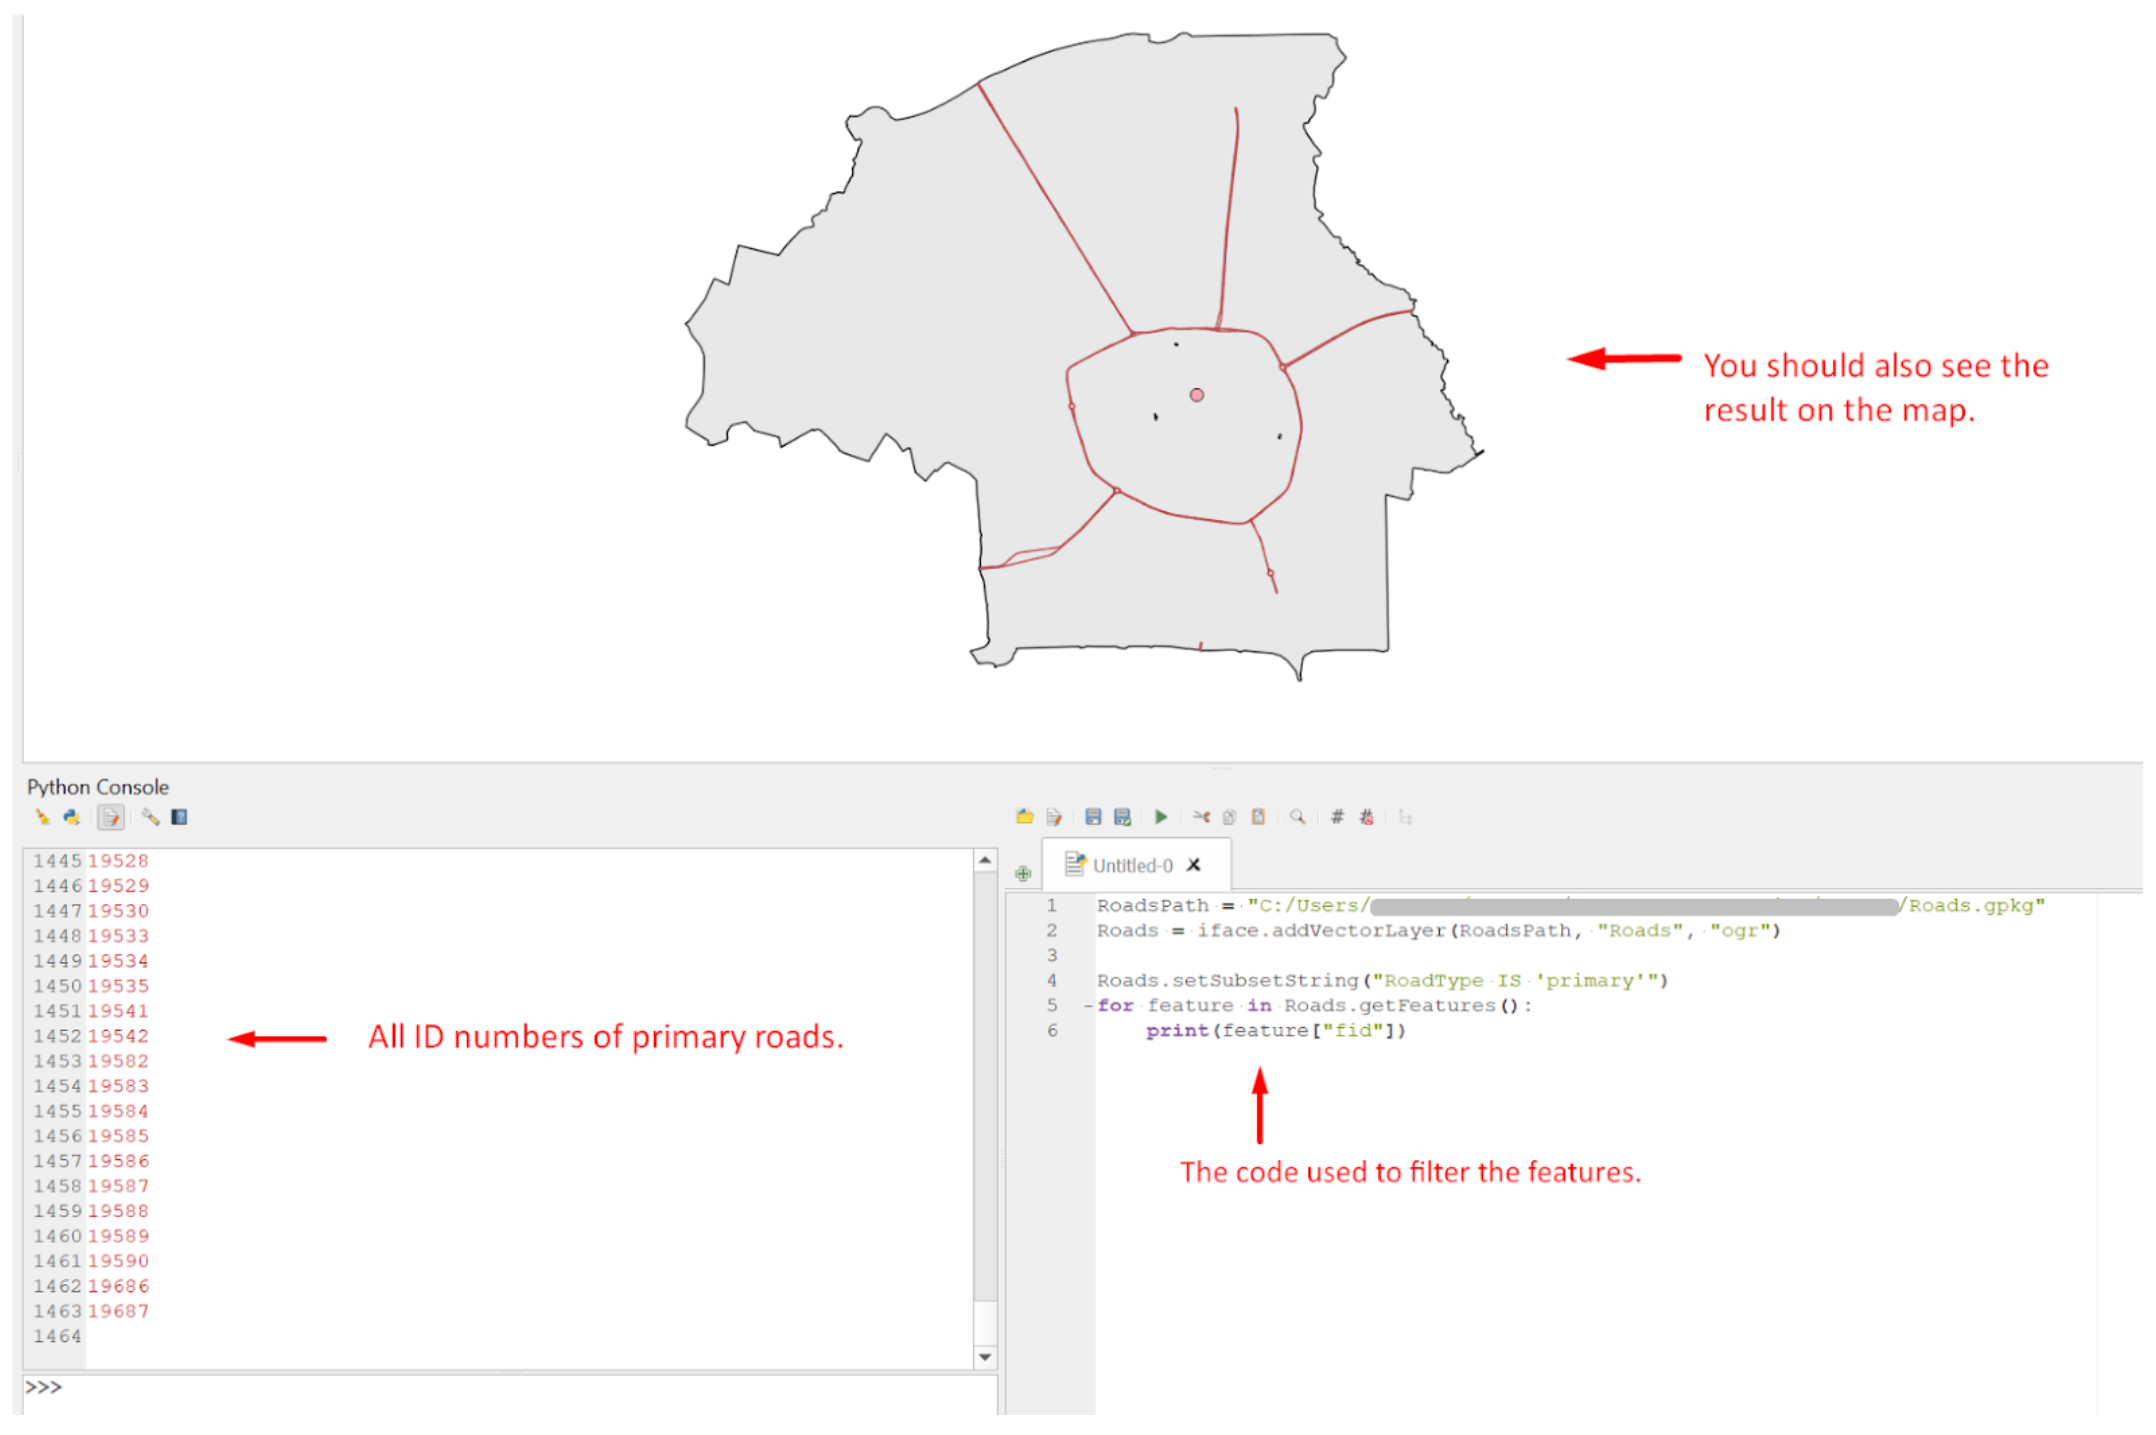 You should also see the
result on the map.
Python Console
1445 19528
1446 19529
1447 19530
1448 19533
1449 19534
1450 19535
1451 19541
1452 19542
1453 19582
1454 19583
1455 19584
1456 19585
1457 19586
1458 19587
1459 19588
1460 19589
1461 19590
1462 19686
1463 19687
1464
>>>
All ID numbers of primary roads.
Untitled-0
1 RoadsPath = "C:/Users/ /Roads.gpkg"
2 Roads = iface.addVectorLayer(RoadsPath, "Roads", "ogr")
3
4 Roads.setSubsetString("RoadType IS 'primary'")
5 for feature in Roads.getFeatures():
6 print(feature["fid"])
The code used to filter the features.